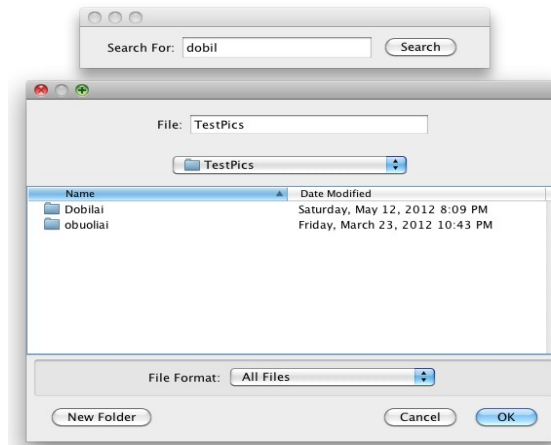 Search For: dobil Search
File: TestPics
TestPics
Name Date Modified
Dobilai Saturday, May 12, 2012 8:09 PM
obuoliai Friday, March 23, 2012 10:43 PM
File Format: All Files
New Folder Cancel OK